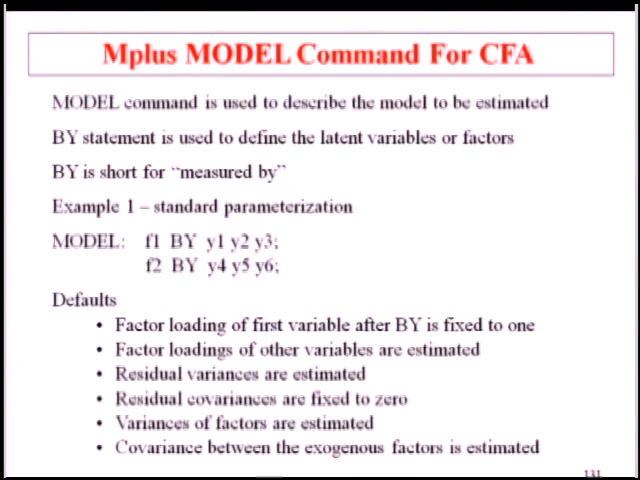 Mplus MODEL Command For CFA
MODEL command is used to describe the model to be estimated
BY statement is used to define the latent variables or factors
BY is short for “measured by”
Example 1 – standard parameterization
MODEL: f1 BY y1 y2 y3;
f2 BY y4 y5 y6;
Defaults
• Factor loading of first variable after BY is fixed to one
• Factor loadings of other variables are estimated
• Residual variances are estimated
• Residual covariances are fixed to zero
• Variances of factors are estimated
• Covariance between the exogenous factors is estimated
131